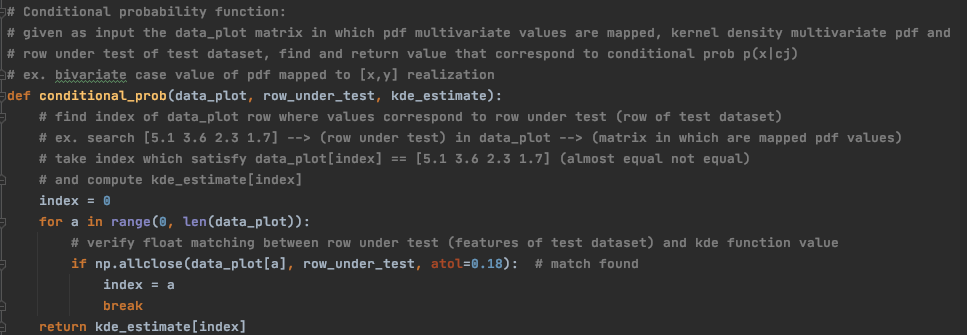 # Conditional probability function:
# given as input the data_plot matrix in which pdf multivariate values are mapped, kernel density multivariate pdf and
# row under test of test dataset, find and return value that correspond to conditional prob p(x|cj)
# ex. bivariate case value of pdf mapped to [x,y] realization
def conditional_prob(data_plot, row_under_test, kde_estimate):
    # find index of data_plot row where values correspond to row under test (row of test dataset)
    # ex. search [5.1 3.6 2.3 1.7] --> (row under test) in data_plot --> (matrix in which are mapped pdf values)
    # take index which satisfy data_plot[index] == [5.1 3.6 2.3 1.7] (almost equal not equal)
    # and compute kde_estimate[index]
    index = 0
    for a in range(0, len(data_plot)):
        # verify float matching between row under test (features of test dataset) and kde function value
        if np.allclose(data_plot[a], row_under_test, atol=0.18):  # match found
            index = a
            break
    return kde_estimate[index]